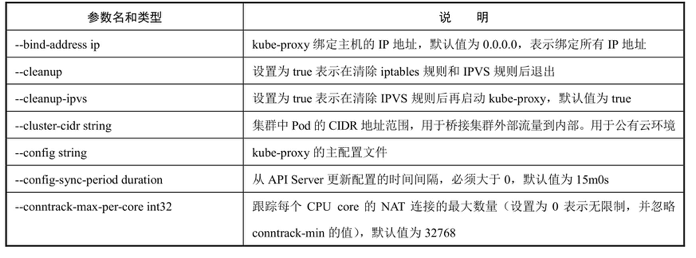 参数名和类型 说 明
--bind-address ip kube-proxy 绑定主机的 IP 地址，默认值为 0.0.0.0，表示绑定所有 IP 地址
--cleanup 设置为 true 表示在清除 iptables 规则和 IPVS 规则后退出
--cleanup-ipvs 设置为 true 表示在清除 IPVS 规则后再启动 kube-proxy，默认值为 true
--cluster-cidr string 集群中 Pod 的 CIDR 地址范围，用于桥接集群外部流量到内部。用于公有云环境
--config string kube-proxy 的主配置文件
--config-sync-period duration 从 API Server 更新配置的时间间隔，必须大于 0，默认值为 15m0s
--conntrack-max-per-core int32 跟踪每个 CPU core 的 NAT 连接的最大数量（设置为 0 表示无限制，并忽略
conntrack-min 的值），默认值为 32768